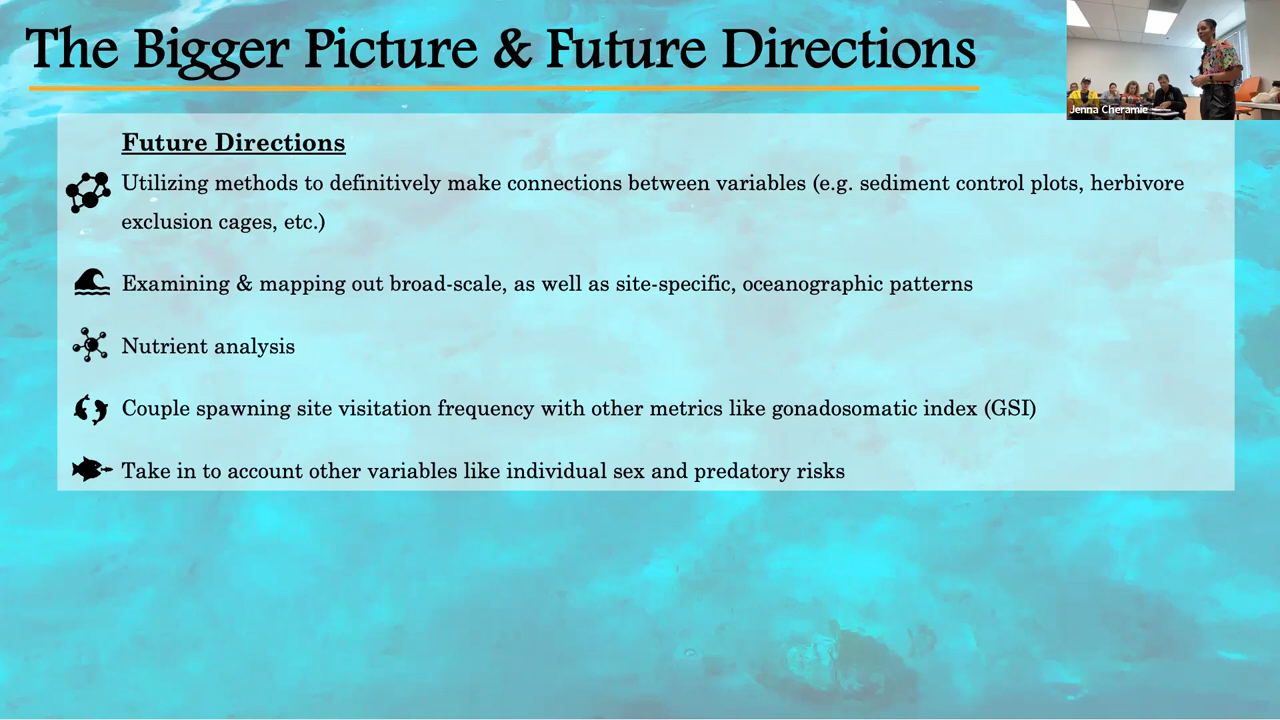 The Bigger Picture & Future Directions
Jenna Cheramie
Future Directions
Utilizing methods to definitively make connections between variables (e.g. sediment control plots, herbivore
exclusion cages, etc.)
Examining & mapping out broad-scale, as well as site-specific, oceanographic patterns
Nutrient analysis
Couple spawning site visitation frequency with other metrics like gonadosomatic index (GSI)
Take in to account other variables like individual sex and predatory risks